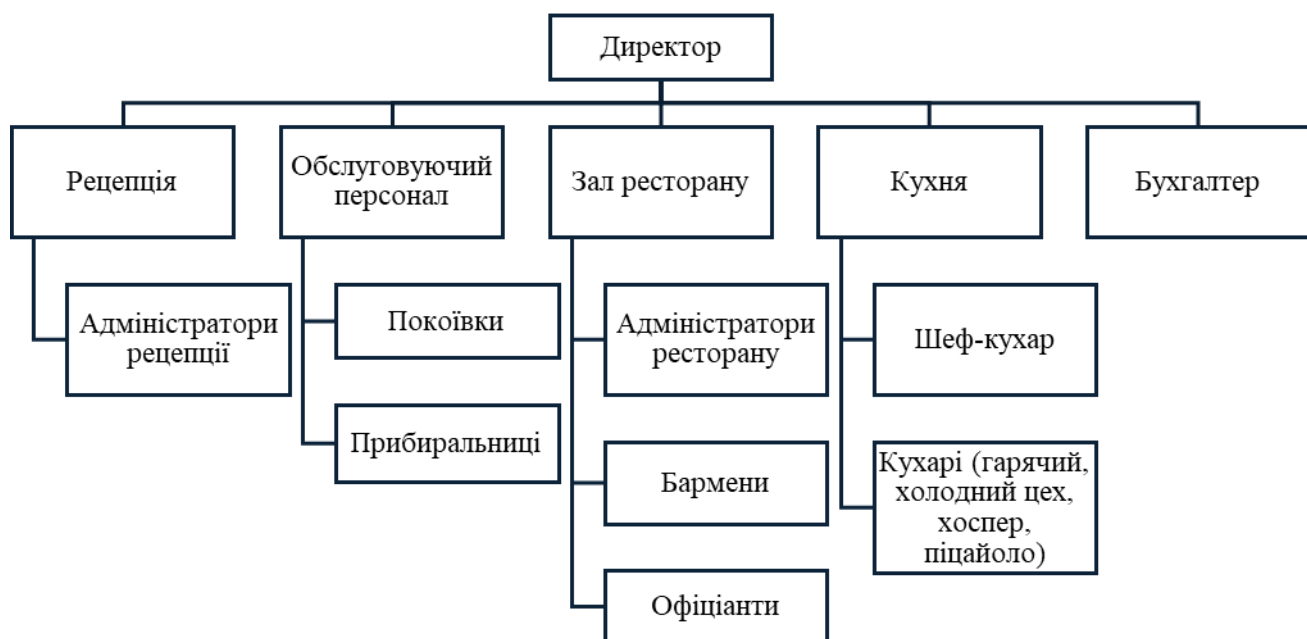 Директор
Рецепція
Обслуговуючий
персонал
Зал ресторану
Кухня
Бухгалтер
Адміністратори
рецепції
Покоївки
Прибиральниці
Адміністратори
ресторану
Бармени
Офіціанти
Шеф-кухар
Кухарі (гарячий,
холодний цех,
хоспер,
піцайоло)